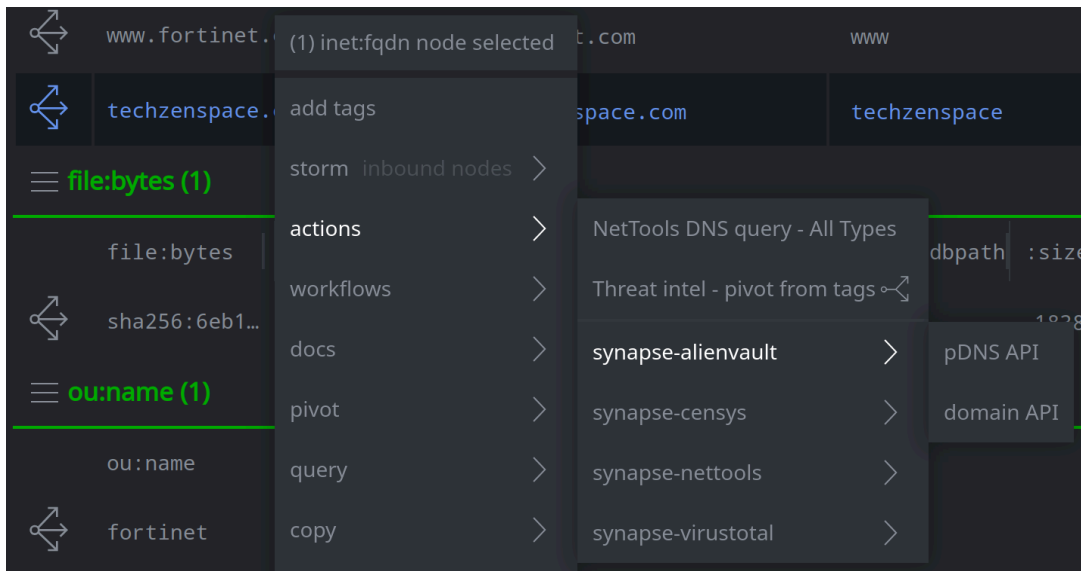 www.fortinet.
t.com
www
(1) inet:fqdn node selected
techzenspace.
space.com
techzenspace
add tags
storm inbound nodes
file:bytes (1)
actions
NetTools DNS query - All Types
file:bytes
dbpath
:size
workflows
Threat intel - pivot from tags
sha256:6eb1…
docs
synapse-alienvault
pDNS API
ou:name (1)
pivot
synapse-censys
domain API
ou:name
query
synapse-nettools
fortinet
copy
synapse-virustotal